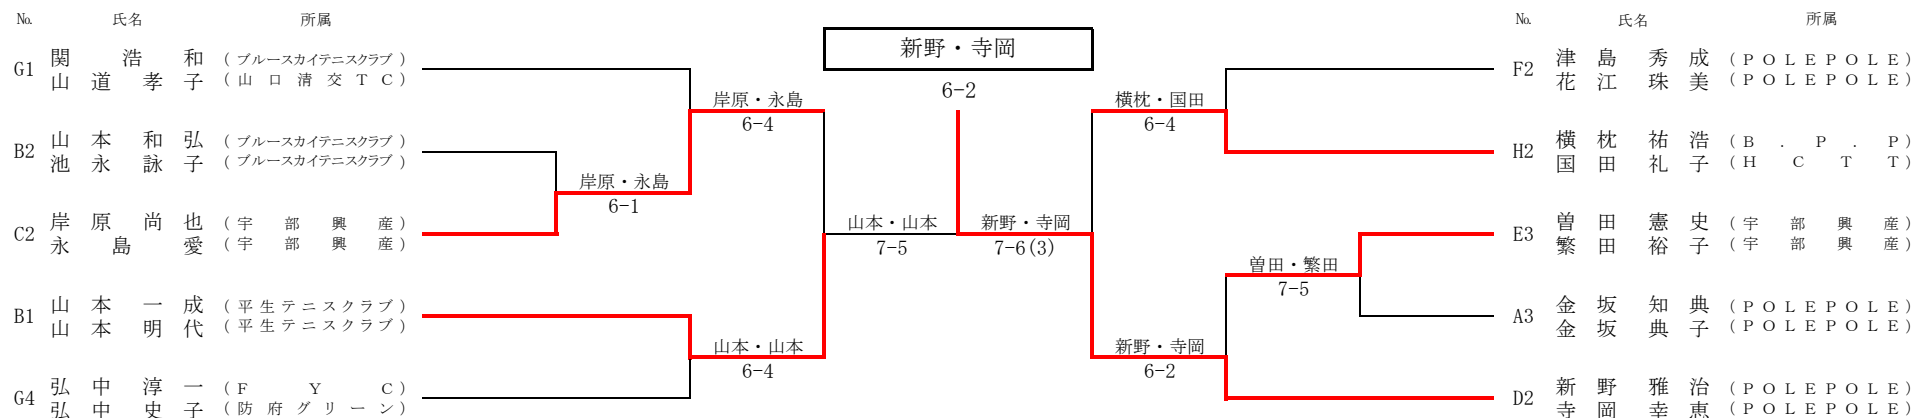 № 氏名 所属
G1 関 浩 和 (ブルースカイテニスクラブ)
山 道 孝 子 (山口清交TC)
B2 山 本 和 弘 (ブルースカイテニスクラブ)
池 永 詠 子 (ブルースカイテニスクラブ)
C2 岸 原 尚 也 (宇部興産)
永 島 愛 (宇部興産)
B1 山 本 一 成 (平生テニスクラブ)
山 本 明 代 (平生テニスクラブ)
G4 弘 中 淳 一 (FYC)
弘 中 史 子 (防府グリーン)
岸原・永島
6-1
岸原・永島
6-4
山本・山本
6-4
山本・山本
7-5
新野・寺岡
6-2
新野・寺岡
7-6(3)
横枕・国田
6-4
曽田・繁田
7-5
新野・寺岡
6-2
№ 氏名 所属
F2 津 島 秀 成 (POLEPOLE)
花 江 珠 美 (POLEPOLE)
H2 横 枕 祐 浩 (B.P.P)
国 田 礼 子 (HCTT)
E3 曽 田 憲 史 (宇部興産)
繁 田 裕 子 (宇部興産)
A3 金 坂 知 典 (POLEPOLE)
金 坂 典 子 (POLEPOLE)
D2 新 野 雅 治 (POLEPOLE)
寺 岡 幸 恵 (POLEPOLE)